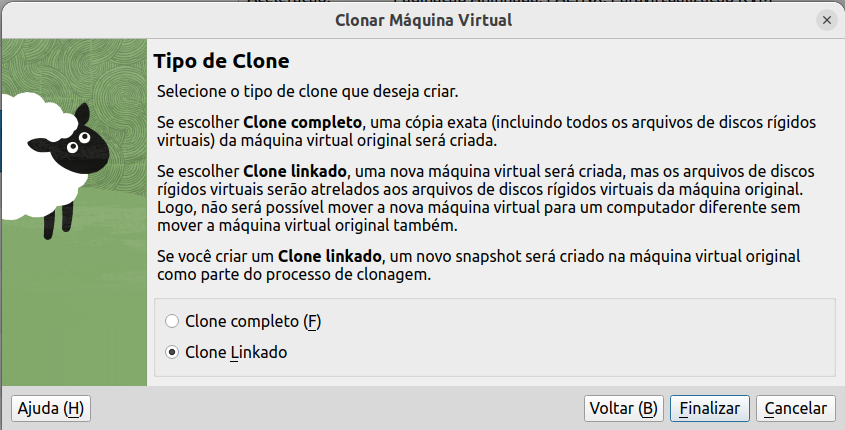 Clonar Máquina Virtual
Tipo de Clone
Selecione o tipo de clone que deseja criar.
Se escolher Clone completo, uma cópia exata (incluindo todos os arquivos de discos rígidos
virtuais) da máquina virtual original será criada.
Se escolher Clone linkado, uma nova máquina virtual será criada, mas os arquivos de discos
rígidos virtuais serão atrelados aos arquivos de discos rígidos virtuais da máquina original.
Logo, não será possível mover a nova máquina virtual para um computador diferente sem
mover a máquina virtual original também.
Se você criar um Clone linkado, um novo snapshot será criado na máquina virtual original
como parte do processo de clonagem.
Clone completo (F)
Clone Linkado
Ajuda (H)
Voltar (B)
Finalizar
Cancelar